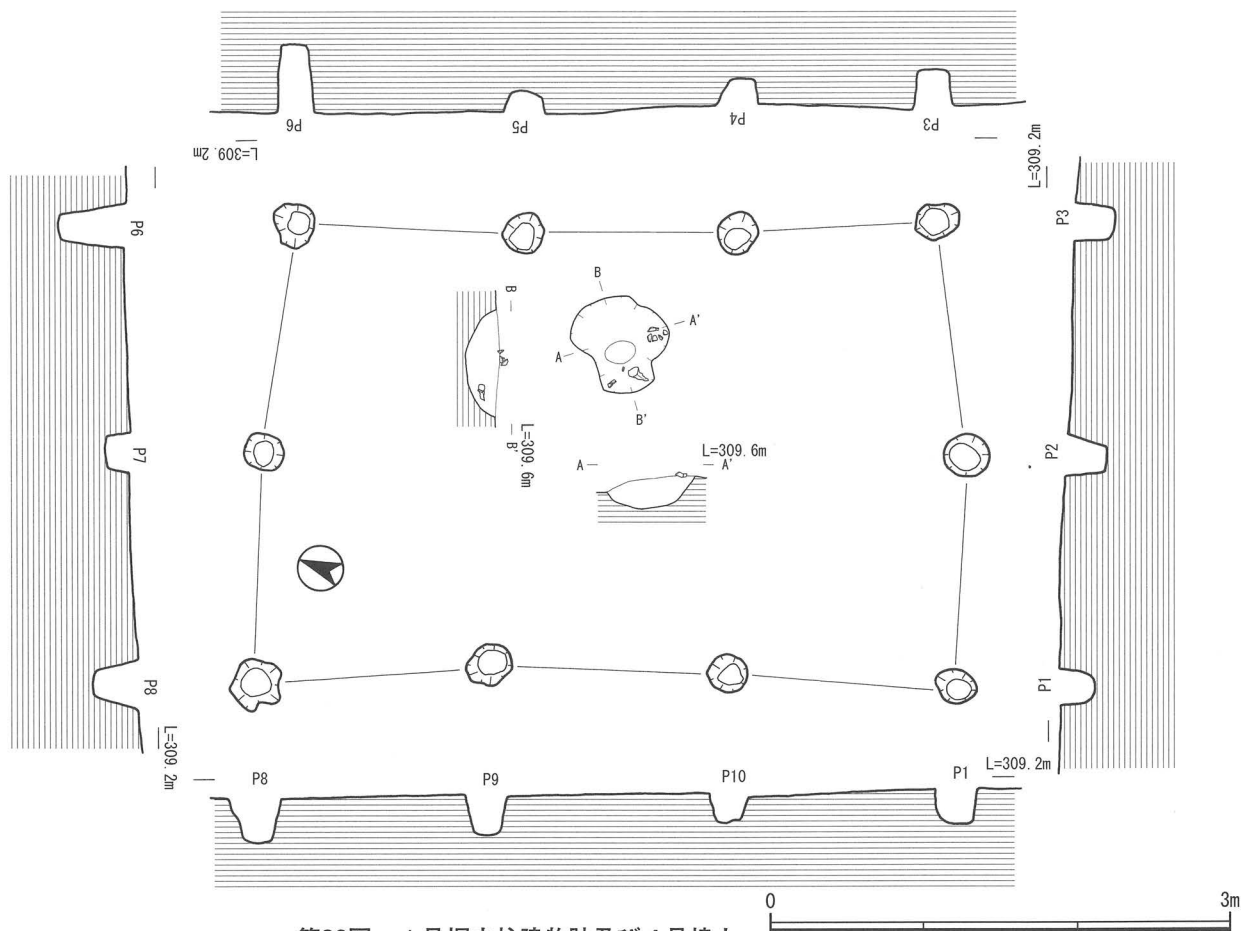 P6
P5
P4
P3
L=309.2m
L=309.2m
P6
P3
B
B
A'
A
B'
L=309.6m
B'
L=309.6m
A
A'
P7
P2
P8
P1
L=309.2m
L=309.2m
P8
P9
P10
P1
0
3m